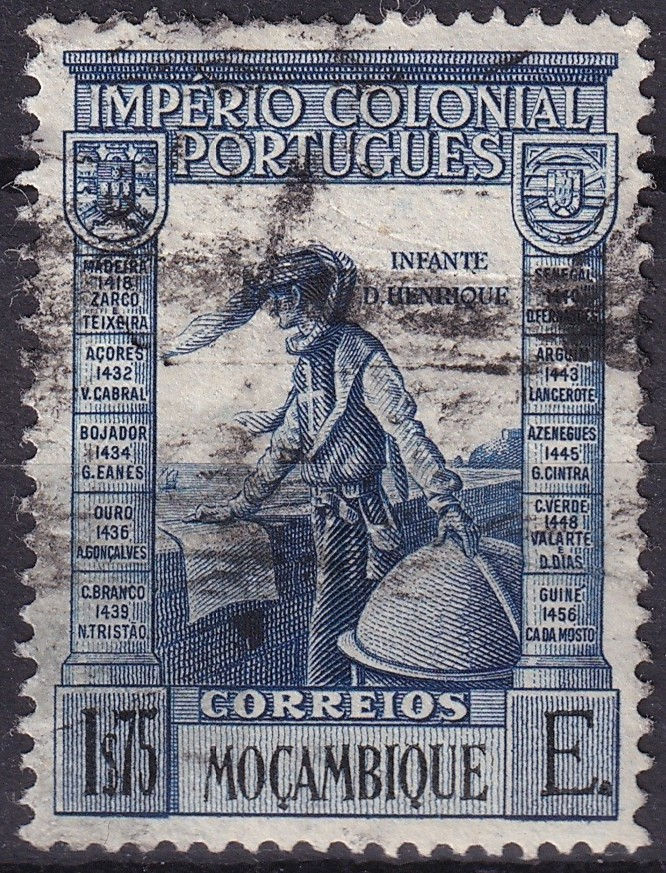 IMPÉRIO COLONIAL
PORTUGUES
INFANTE
D. HENRIQUE
MADEIRA
1418
ZARCO
E
TEIXEIRA
AÇORES
1432
V. CABRAL
BOJADOR
1434
G. EANES
OURO
1436
A. GONCALVES
C. BRANCO
1439
N. TRISTÃO
SENEGAL
ARGUIM
1443
LANCEROTE
AZENEGUES
1445
G. CINTRA
C. VERDE
1448
VALARTE
E
D. DIAS
GUINE
1456
CA DA MOSTO
CORREIOS
1$75
MOÇAMBIQUE
E.